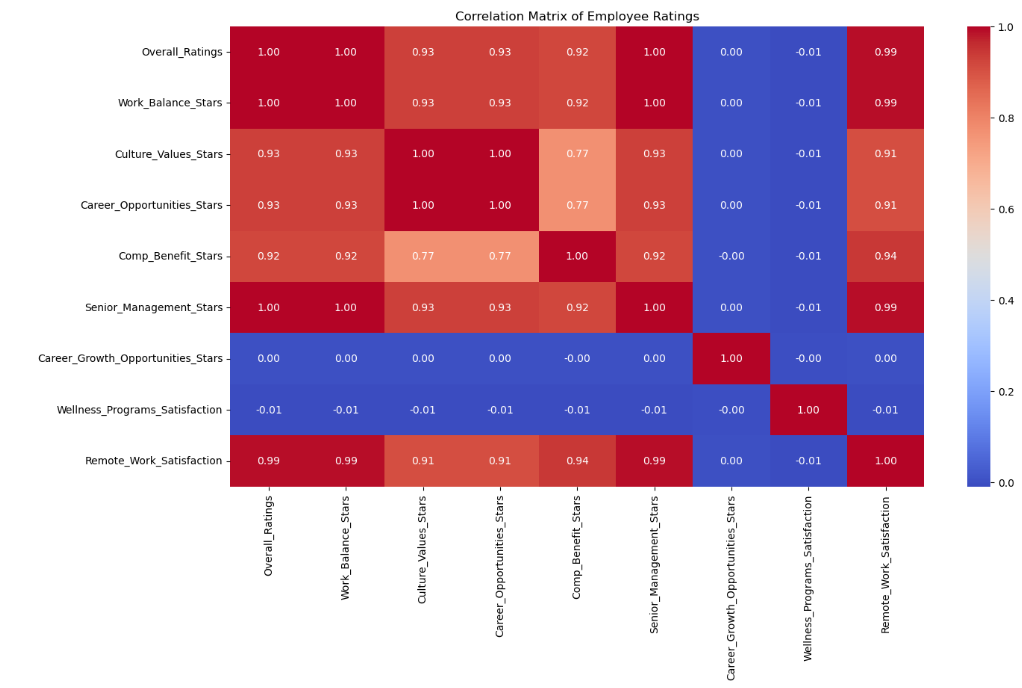 Correlation Matrix of Employee Ratings
Overall_Ratings 1.00 1.00 0.93 0.93 0.92 1.00 0.00 -0.01 0.99
Work_Balance_Stars 1.00 1.00 0.93 0.93 0.92 1.00 0.00 -0.01 0.99
Culture_Values_Stars 0.93 0.93 1.00 1.00 0.77 0.93 0.00 -0.01 0.91
Career_Opportunities_Stars 0.93 0.93 1.00 1.00 0.77 0.93 0.00 -0.01 0.91
Comp_Benefit_Stars 0.92 0.92 0.77 0.77 1.00 0.92 -0.00 -0.01 0.94
Senior_Management_Stars 1.00 1.00 0.93 0.93 0.92 1.00 0.00 -0.01 0.99
Career_Growth_Opportunities_Stars 0.00 0.00 0.00 0.00 -0.00 0.00 1.00 -0.00 0.00
Wellness_Programs_Satisfaction -0.01 -0.01 -0.01 -0.01 -0.01 -0.01 -0.00 1.00 -0.01
Remote_Work_Satisfaction 0.99 0.99 0.91 0.91 0.94 0.99 0.00 -0.01 1.00
Overall_Ratings
Work_Balance_Stars
Culture_Values_Stars
Career_Opportunities_Stars
Comp_Benefit_Stars
Senior_Management_Stars
Career_Growth_Opportunities_Stars
Wellness_Programs_Satisfaction
Remote_Work_Satisfaction
1.0
0.8
0.6
0.4
0.2
0.0